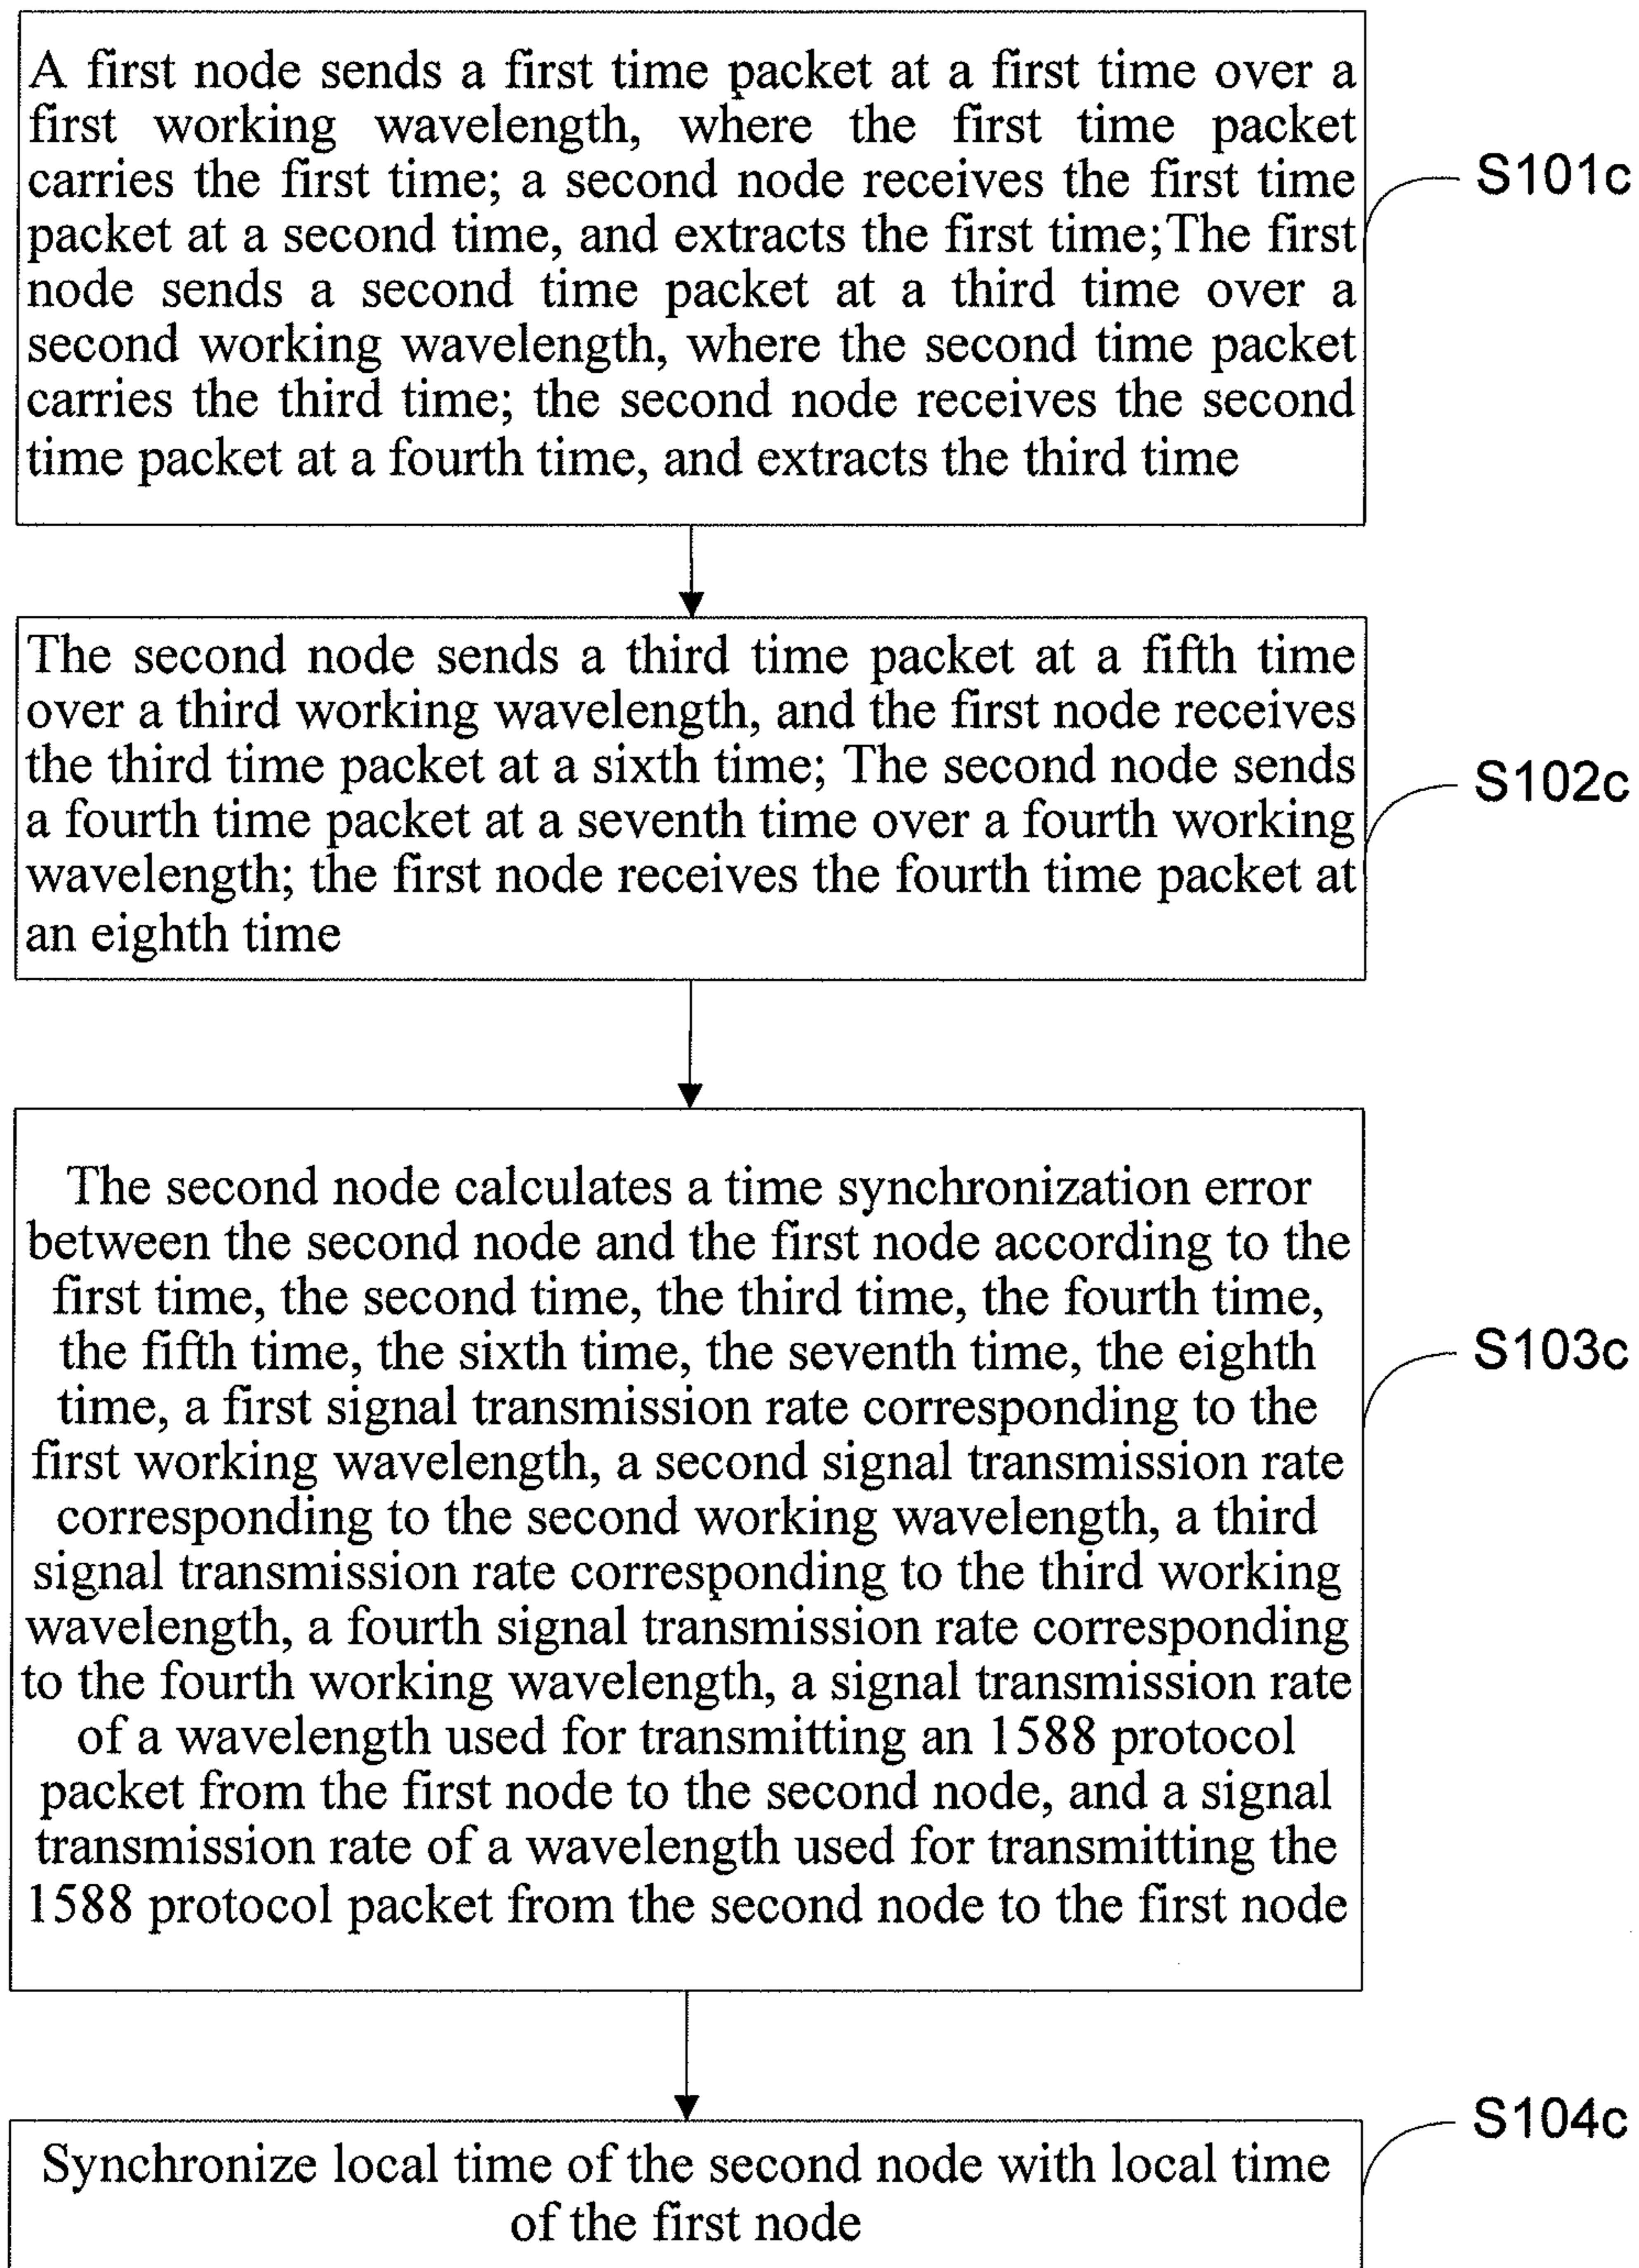 A first node sends a first time packet at a first time over a
first working wavelength, where the first time packet
carries the first time; a second node receives the first time
packet at a second time, and extracts the first time;The first
node sends a second time packet at a third time over a
second working wavelength, where the second time packet
carries the third time; the second node receives the second
time packet at a fourth time, and extracts the third time
S101c
The second node sends a third time packet at a fifth time
over a third working wavelength, and the first node receives
the third time packet at a sixth time; The second node sends
a fourth time packet at a seventh time over a fourth working
wavelength; the first node receives the fourth time packet at
an eighth time
S102c
The second node calculates a time synchronization error
between the second node and the first node according to the
first time, the second time, the third time, the fourth time,
the fifth time, the sixth time, the seventh time, the eighth
time, a first signal transmission rate corresponding to the
first working wavelength, a second signal transmission rate
corresponding to the second working wavelength, a third
signal transmission rate corresponding to the third working
wavelength, a fourth signal transmission rate corresponding
to the fourth working wavelength, a signal transmission rate
of a wavelength used for transmitting an 1588 protocol
packet from the first node to the second node, and a signal
transmission rate of a wavelength used for transmitting the
1588 protocol packet from the second node to the first node
S103c
Synchronize local time of the second node with local time
of the first node
S104c